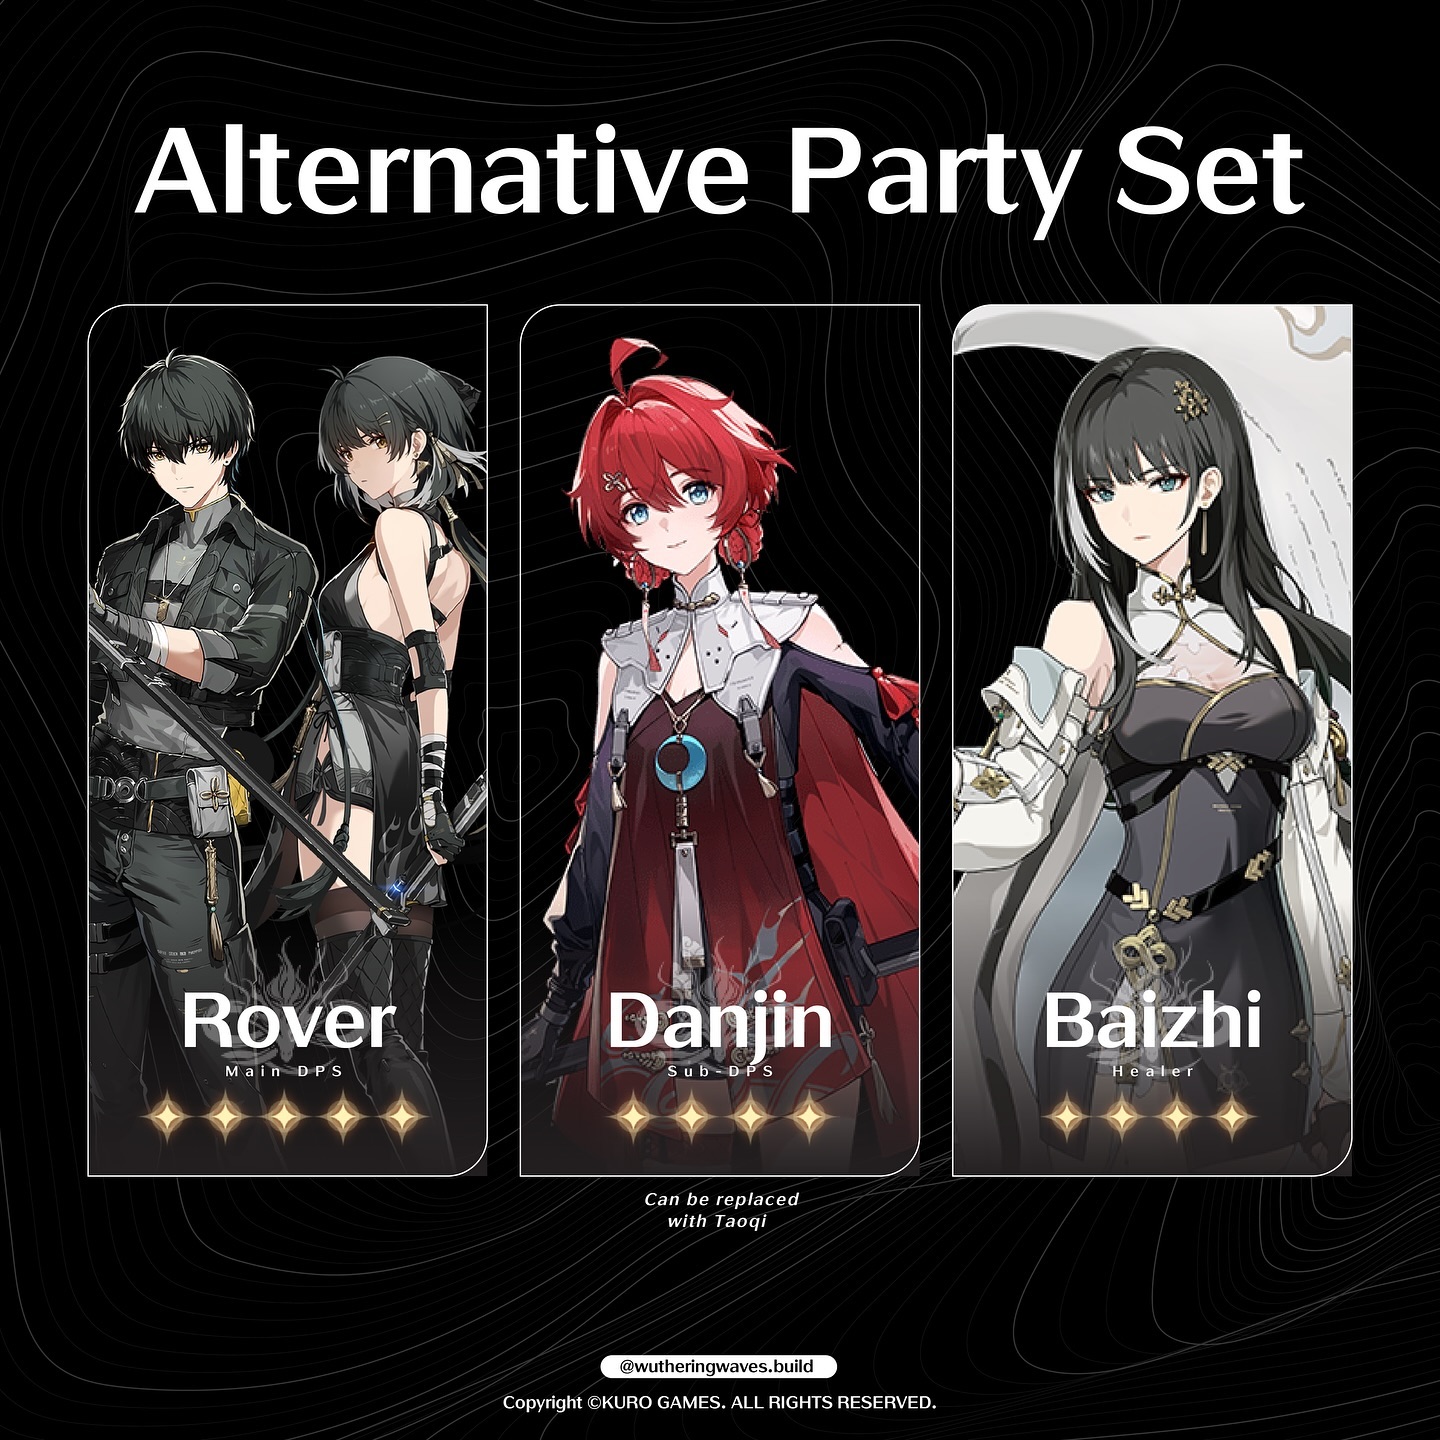 Alternative Party Set
Rover
Main DPS
Danjin
Sub-DPS
Baizhi
Healer
Can be replaced
with Taoqi
@wutheringwaves.build
Copyright ©KURO GAMES. ALL RIGHTS RESERVED.